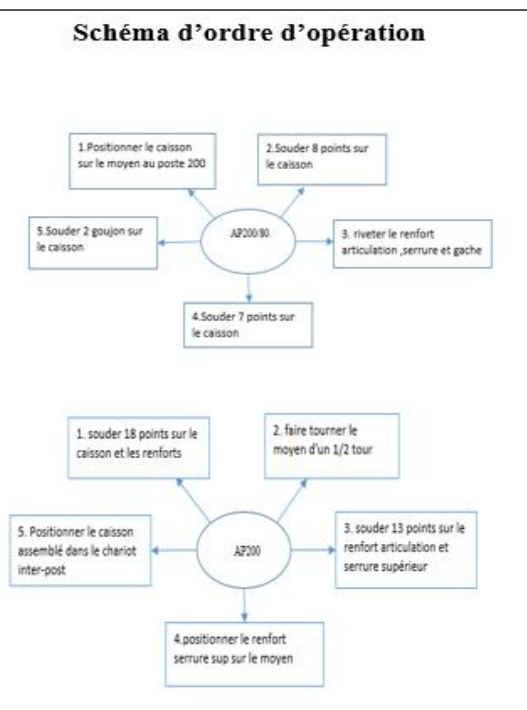 Schéma d'ordre d'opération
1.Positionner le caisson
sur le moyen au poste 200
2.Souder 8 points sur
le caisson
5.Souder 2 goujon sur
le caisson
AP200/80
3. riveter le renfort
articulation ,serrure et gache
4.Souder 7 points sur
le caisson
1. souder 18 points sur le
caisson et les renforts
2. faire tourner le
moyen d'un 1/2 tour
5. Positionner le caisson
assemblé dans le chariot
inter-post
AP200
3. souder 13 points sur le
renfort articulation et
serrure supérieur
4.positionner le renfort
serrure sup sur le moyen